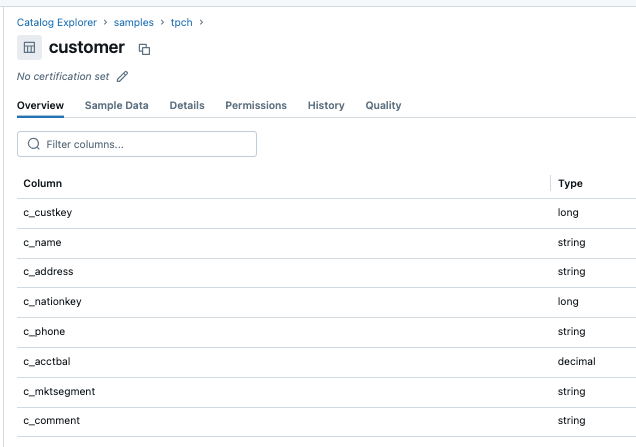 Catalog Explorer > samples > tpch >
customer
No certification set
Overview Sample Data Details Permissions History Quality
Filter columns...
Column Type
c_custkey long
c_name string
c_address string
c_nationkey long
c_phone string
c_acctbal decimal
c_mktsegment string
c_comment string